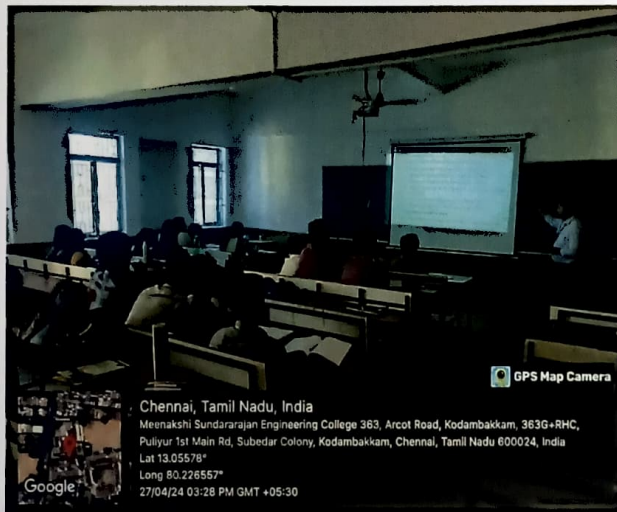 GPS Map Camera
Chennai, Tamil Nadu, India
Meenakshi Sundararajan Engineering College 363, Arcot Road, Kodambakkam, 363G+RHC,
Puliyur 1st Main Rd, Subedar Colony, Kodambakkam, Chennai, Tamil Nadu 600024, India
Lat 13.05578°
Long 80.226557°
27/04/24 03:28 PM GMT +05:30
Google